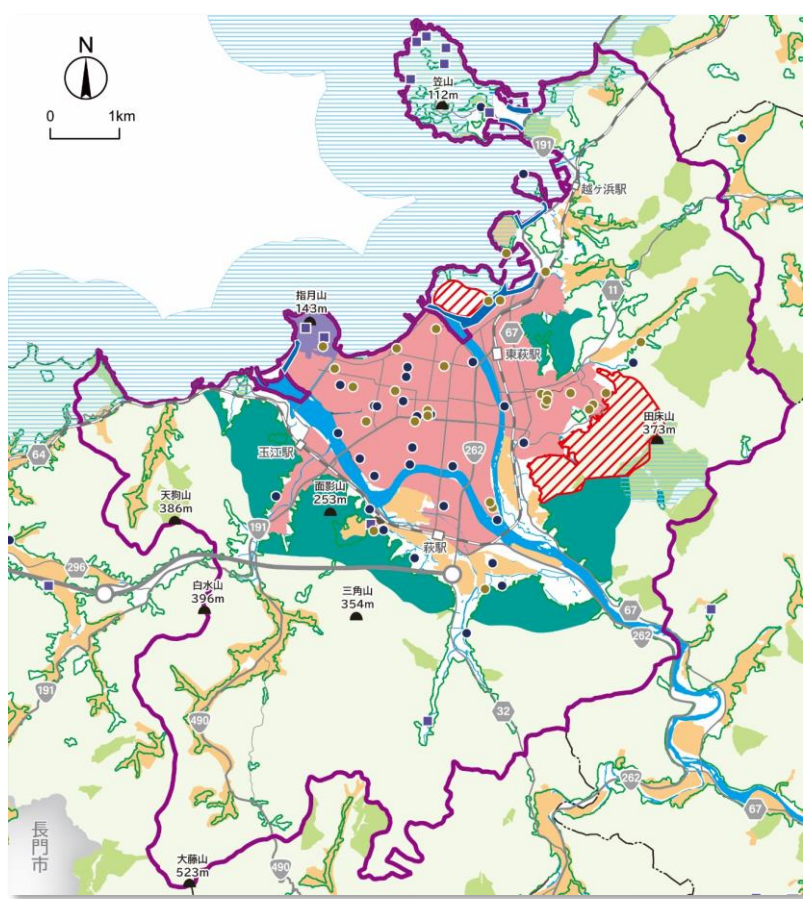 N
0 1km
笠山
112m
191
越ヶ浜駅
指月山
143m
11
67
東萩駅
田床山
373m
64
玉江駅
262
天狗山
386m
面影山
253m
191
萩駅
296
白水山
396m
三角山
354m
67
262
191
490
32
262
67
長門市
大藤山
523m
490